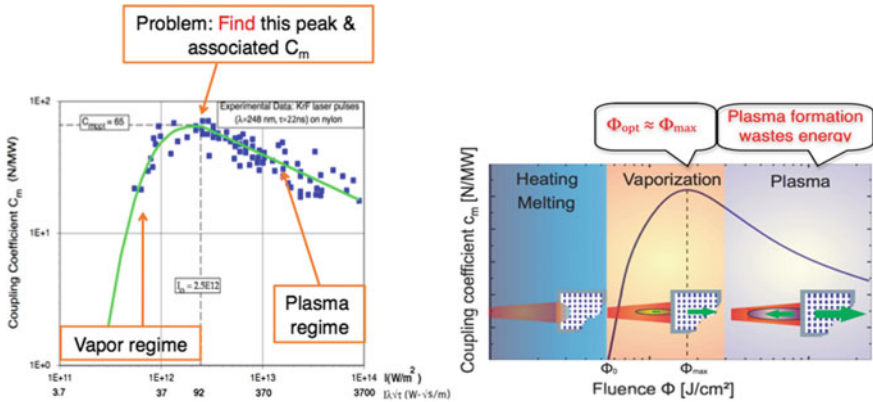 Problem: Find this peak &
associated Cm
1E+2
Cmopt = 65
Experimental Data: KrF laser pulses
(λ=248 nm, τ=22ns) on nylon
Coupling Coefficient Cm (N/MW)
1E+1
Im = 2.5E12
Plasma
regime
Vapor regime
1E+0
1E+11 1E+12 1E+13 1E+14 I(W/m²)
3.7 37 92 370 3700 Iλ√τ (W-√s/m)
Φopt ≈ Φmax
Plasma formation
wastes energy
Coupling coefficient cm [N/MW]
Heating
Melting
Vaporization
Plasma
Φ0
Φmax
Fluence Φ [J/cm²]